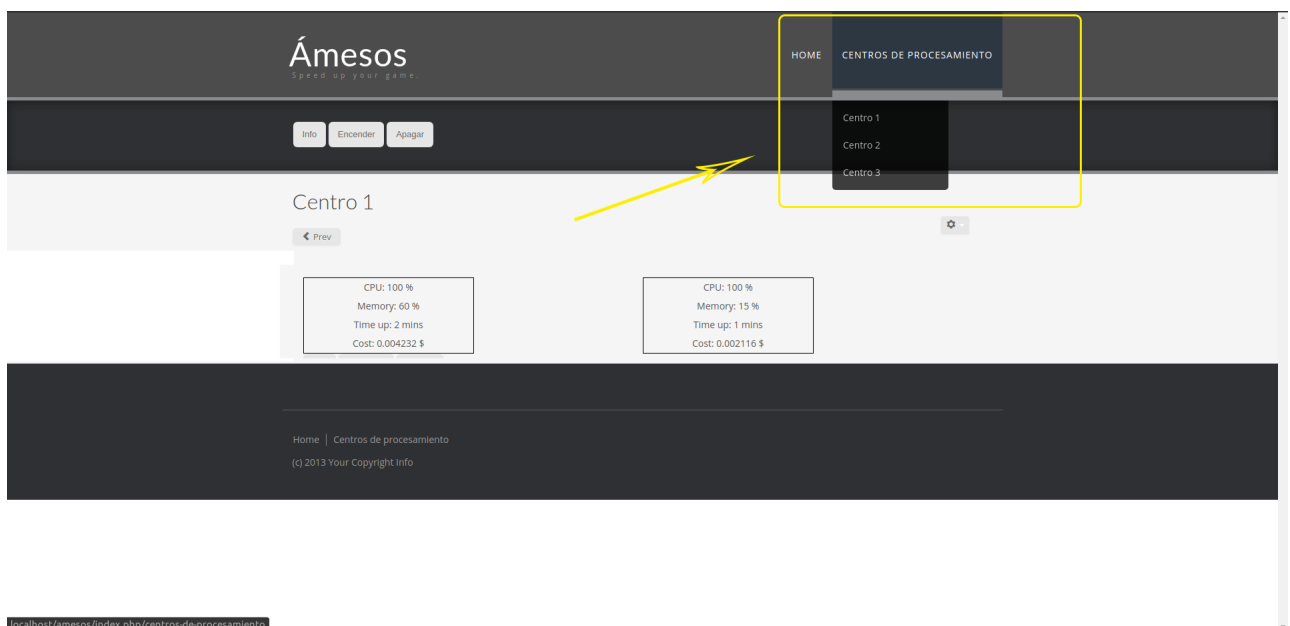 Ámesos
Speed up your game.
HOME CENTROS DE PROCESAMIENTO
Centro 1
Centro 2
Centro 3
Info Encender Apagar
Centro 1
Prev
CPU: 100 %
Memory: 60 %
Time up: 2 mins
Cost: 0.004232 $
CPU: 100 %
Memory: 15 %
Time up: 1 mins
Cost: 0.002116 $
Home | Centros de procesamiento
(c) 2013 Your Copyright Info
localhost/amesos/index.php/centros-de-procesamiento